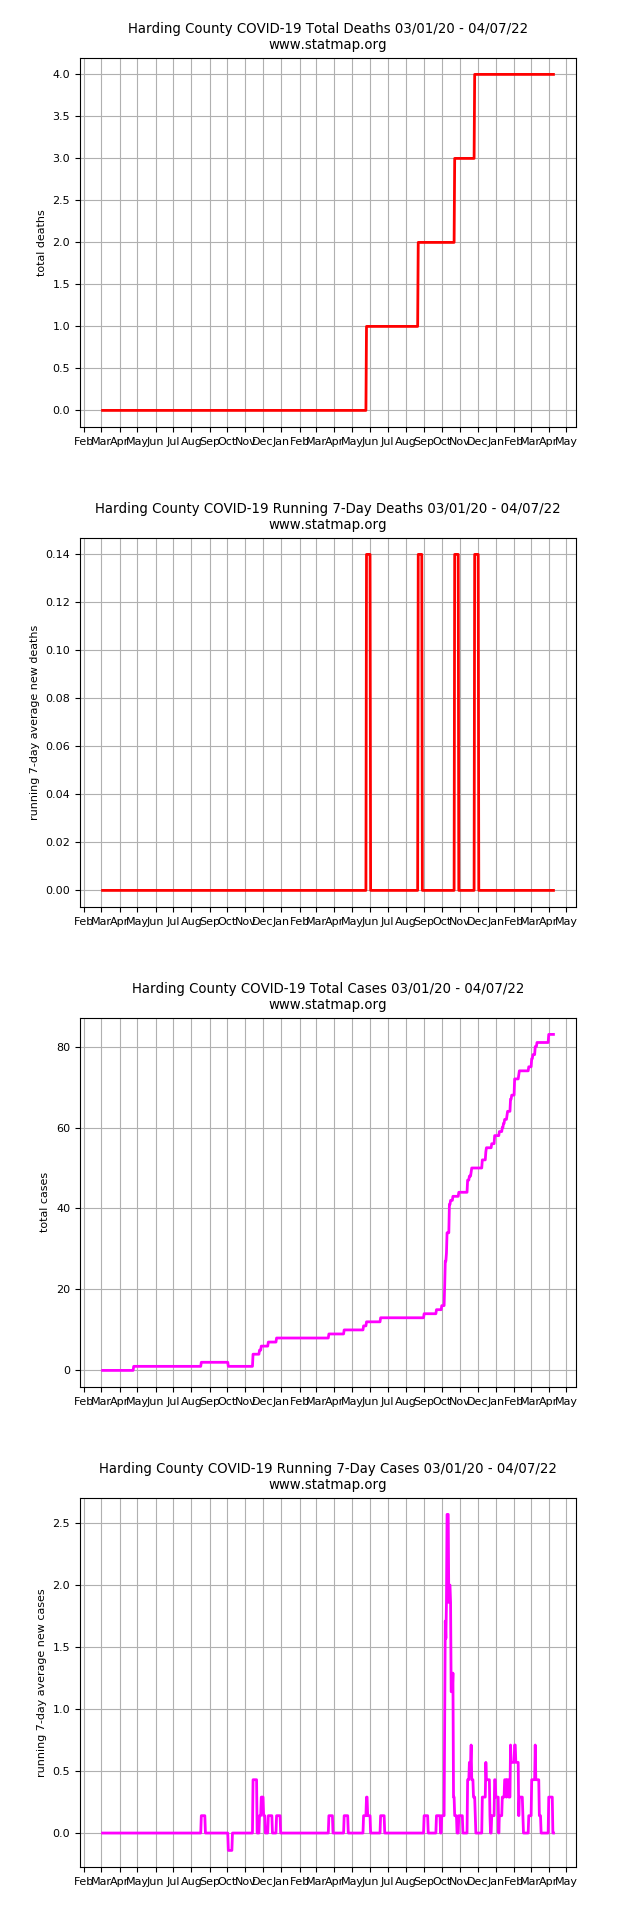 Harding County COVID-19 Total Deaths 03/01/20 - 04/07/22
www.statmap.org
4.0
3.5
3.0
2.5
2.0
1.5
1.0
0.5
0.0
total deaths
Feb Mar Apr May Jun Jul Aug Sep Oct Nov Dec Jan Feb Mar Apr May Jun Jul Aug Sep Oct Nov Dec Jan Feb Mar Apr May
Harding County COVID-19 Running 7-Day Deaths 03/01/20 - 04/07/22
www.statmap.org
0.14
0.12
0.10
0.08
0.06
0.04
0.02
0.00
running 7-day average new deaths
Feb Mar Apr May Jun Jul Aug Sep Oct Nov Dec Jan Feb Mar Apr May Jun Jul Aug Sep Oct Nov Dec Jan Feb Mar Apr May
Harding County COVID-19 Total Cases 03/01/20 - 04/07/22
www.statmap.org
80
60
40
20
0
total cases
Feb Mar Apr May Jun Jul Aug Sep Oct Nov Dec Jan Feb Mar Apr May Jun Jul Aug Sep Oct Nov Dec Jan Feb Mar Apr May
Harding County COVID-19 Running 7-Day Cases 03/01/20 - 04/07/22
www.statmap.org
2.5
2.0
1.5
1.0
0.5
0.0
running 7-day average new cases
Feb Mar Apr May Jun Jul Aug Sep Oct Nov Dec Jan Feb Mar Apr May Jun Jul Aug Sep Oct Nov Dec Jan Feb Mar Apr May